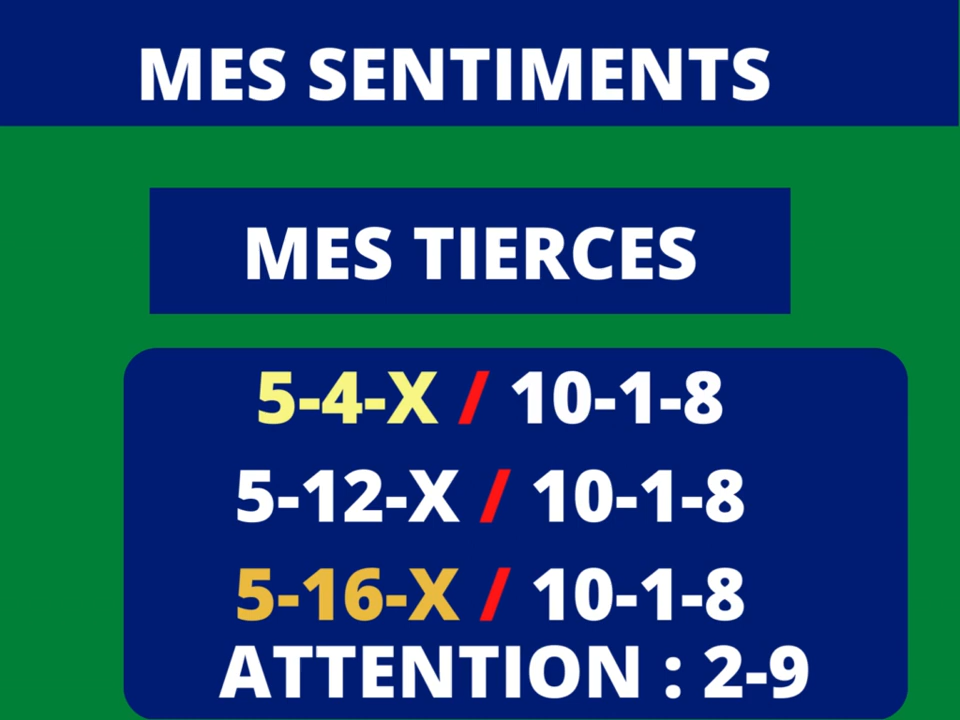 MES SENTIMENTS
MES TIERCES
5-4-X / 10-1-8
5-12-X / 10-1-8
5-16-X / 10-1-8
ATTENTION : 2-9